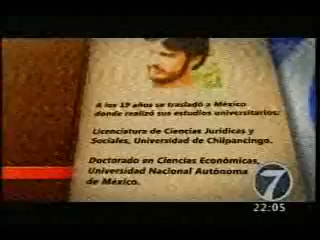 A los 19 años se trasladó a México
donde realizó sus estudios universitarios:
Licenciatura de Ciencias Jurídicas y
Sociales, Universidad de Chilpancingo.
Doctorado en Ciencias Económicas,
Universidad Nacional Autónoma
de México.
7
22:05